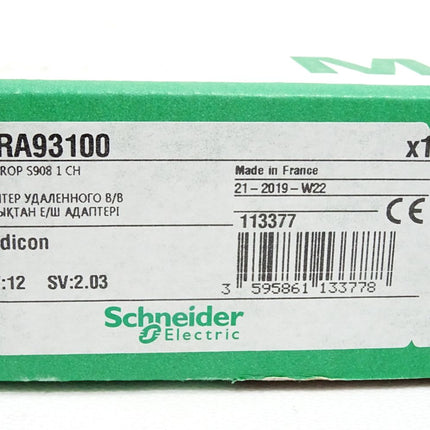 M
RA93100
x1
ROP S908 1 CH
Made in France
21-2019-W22
ТЕР УДАЛЕННОГО В/В
ЫҚТАН Е/Ш АДАПТЕРІ
113377
CE
dicon
:12 SV:2.03
3 595861 133778
Schneider
Electric